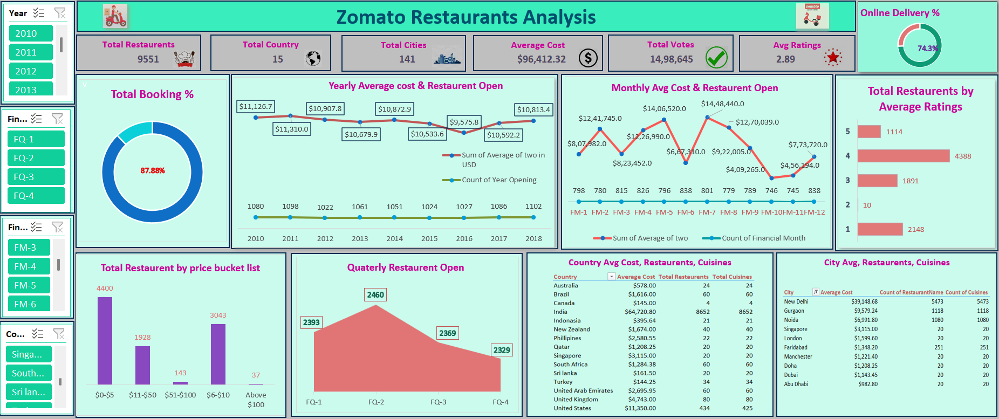 Year
2010
2011
2012
2013
Fin...
FQ-1
FQ-2
FQ-3
FQ-4
Fin...
FM-3
FM-4
FM-5
FM-6
Co...
Singa...
South...
Sri lan...
Zomato Restaurants Analysis
zomato
Online Delivery %
74.3%
Total Restaurents
9551
Total Country
15
Total Cities
141
Average Cost
$96,412.32
$
Total Votes
14,98,645
Avg Ratings
2.89
V
Total Booking %
87.88%
Yearly Average cost & Restaurent Open
$11,126.7
$11,310.0
$10,907.8
$10,679.9
$10,872.9
$10,533.6
$9,575.8
$10,592.2
$10,813.4
Sum of Average of two in
USD
Count of Year Opening
1080 1098 1022 1061 1051 1024 1027 1086 1102
2010 2011 2012 2013 2014 2015 2016 2017 2018
Monthly Avg Cost & Restaurent Open
$8,07,982.0
$12,41,745.0
$8,23,452.0
$12,26,990.0
$14,06,520.0
$6,67,310.0
$14,48,440.0
$12,70,039.0
$9,22,005.0
$4,09,265.0
$4,56,194.0
$7,73,720.0
798 780 815 826 796 838 801 779 789 746 745 838
FM-1 FM-2 FM-3 FM-4 FM-5 FM-6 FM-7 FM-8 FM-9 FM-10 FM-11 FM-12
Sum of Average of two Count of Financial Month
Total Restaurents by
Average Ratings
5 1114
4 4388
3 1891
2 10
1 2148
Total Restaurent by price bucket list
4400
1928
143
3043
37
$0-$5 $11-$50 $51-$100 $6-$10 Above
$100
Quaterly Restaurent Open
2393
2460
2369
2329
FQ-1 FQ-2 FQ-3 FQ-4
Country Avg Cost, Restaurents, Cuisines
Country Average Cost Total Restaurents Total Cuisines
Australia $578.00 24 24
Brazil $1,616.00 60 60
Canada $145.00 4 4
India $64,720.80 8652 8652
Indonasia $395.64 21 21
New Zealand $1,674.00 40 40
Phillipines $2,580.55 22 22
Qatar $1,208.25 20 20
Singapore $3,115.00 20 20
South Africa $1,284.38 60 60
Sri lanka $161.50 20 20
Turkey $144.25 34 34
United Arab Emirates $2,695.95 60 60
United Kingdom $4,743.00 80 80
United States $11,350.00 434 425
City Avg, Restaurents, Cuisines
City Average Cost Count of RestaurantName Count of Cuisines
New Delhi $39,148.68 5473 5473
Gurgaon $9,579.24 1118 1118
Noida $6,991.80 1080 1080
Singapore $3,115.00 20 20
London $1,599.60 20 20
Faridabad $1,348.20 251 251
Manchester $1,221.40 20 20
Doha $1,208.25 20 20
Dubai $1,143.45 20 20
Abu Dhabi $982.80 20 20